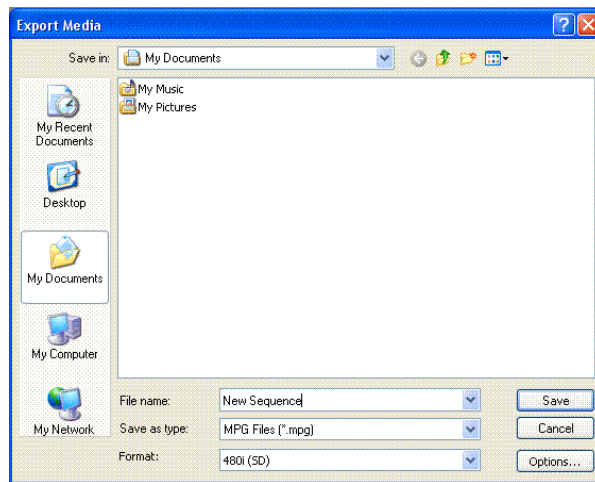 Export Media
Save in: My Documents
My Music
My Pictures
My Recent
Documents
Desktop
My Documents
My Computer
My Network
File name: New Sequence Save
Save as type: MPG Files (*.mpg) Cancel
Format: 480i (SD) Options...